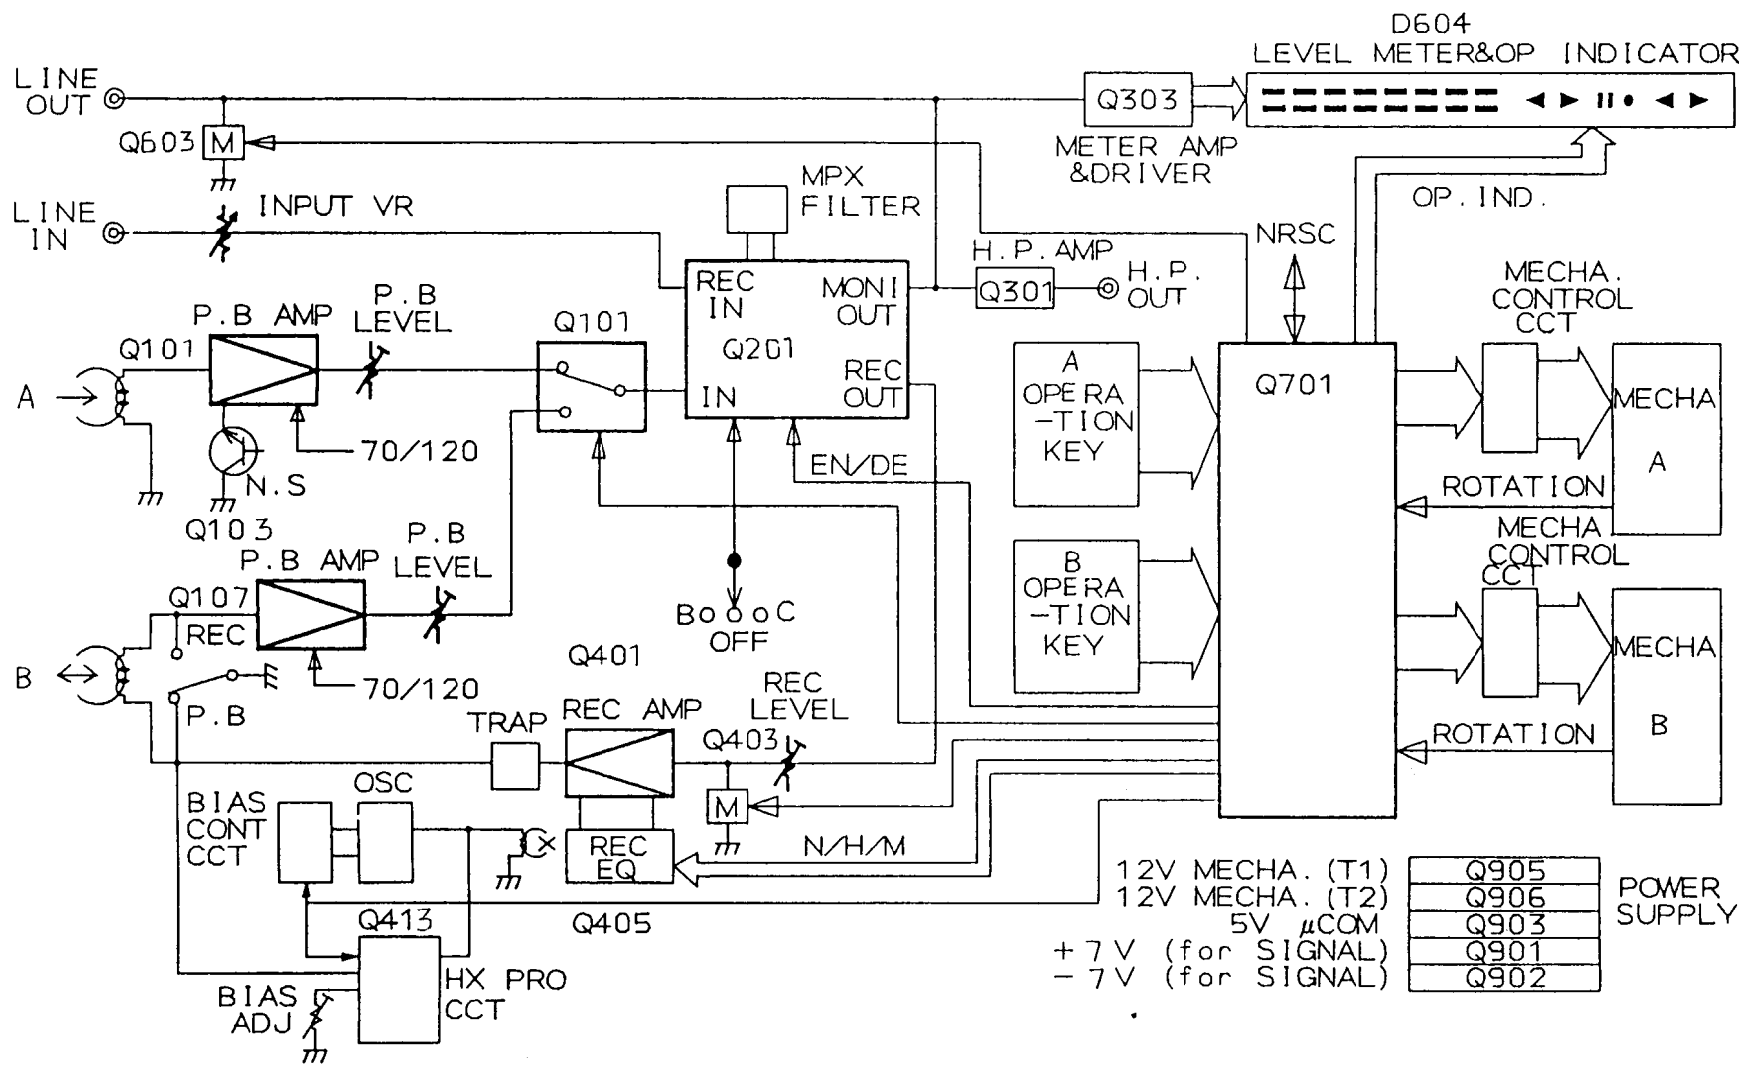 D604
LEVEL METER&OP INDICATOR
LINE
OUT
Q303
Q603
M
METER AMP
&DRIVER
OP.IND.
LINE
IN
INPUT VR
MPX
FILTER
NRSC
H.P.AMP
Q301
H.P.
OUT
REC
IN
MONI
OUT
Q201
IN
REC
OUT
MECHA.
CONTROL
CCT
P.B AMP
P.B
LEVEL
Q101
Q101
A
70/120
N.S
Q103
EN/DE
A
OPERA
-TION
KEY
Q701
MECHA
A
ROTATION
MECHA
CONTROL
CCT
P.B AMP
P.B
LEVEL
Q107
REC
B
P.B
70/120
B
C
OFF
B
OPERA
-TION
KEY
MECHA
B
ROTATION
Q401
REC AMP
TRAP
REC
LEVEL
Q403
M
BIAS
CONT
CCT
OSC
REC
EQ
N/H/M
Q405
Q413
HX PRO
CCT
BIAS
ADJ
12V MECHA.(T1) Q905
12V MECHA.(T2) Q906
5V μCOM Q903
+7V (for SIGNAL) Q901
-7V (for SIGNAL) Q902
POWER
SUPPLY